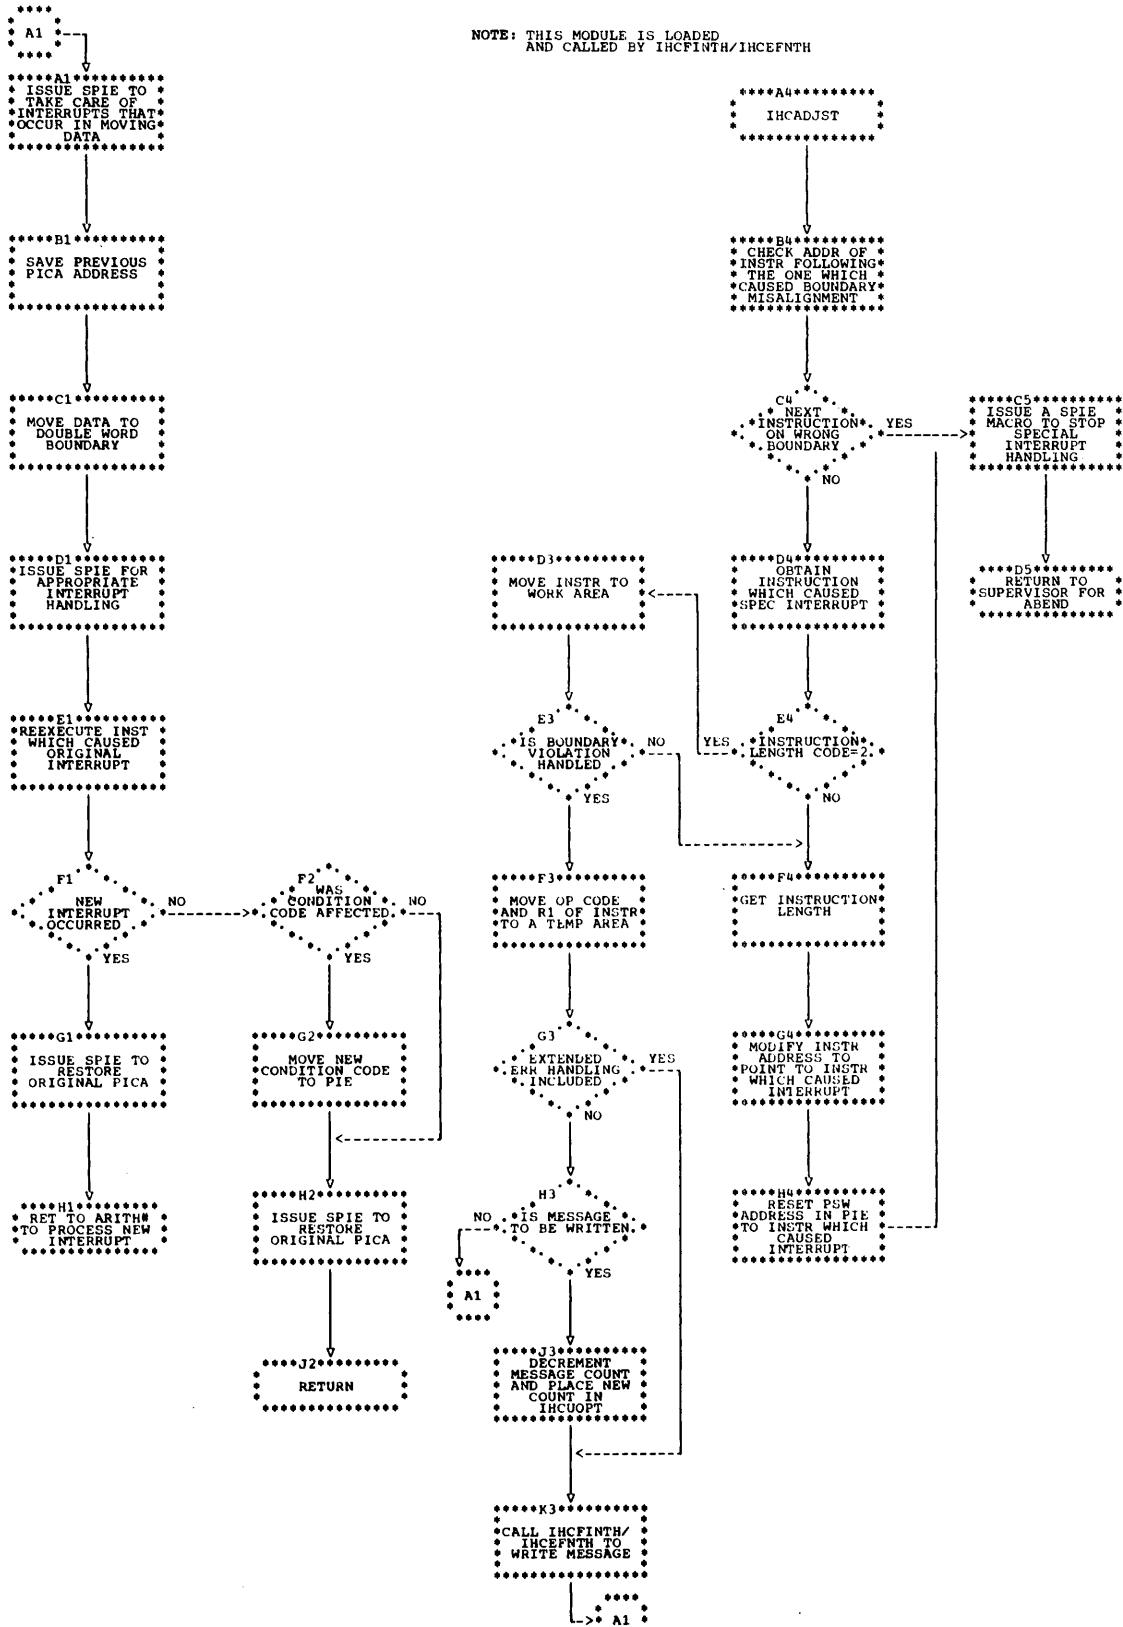 A1
NOTE: THIS MODULE IS LOADED
AND CALLED BY IHCFINTH/IHCEFNTH
A1
ISSUE SPIE TO
TAKE CARE OF
INTERRUPTS THAT
OCCUR IN MOVING
DATA
A4
IHCADJST
B1
SAVE PREVIOUS
PICA ADDRESS
B4
CHECK ADDR OF
INSTR FOLLOWING
THE ONE WHICH
CAUSED BOUNDARY
MISALIGNMENT
C1
MOVE DATA TO
DOUBLE WORD
BOUNDARY
C4
NEXT
INSTRUCTION
ON WRONG
BOUNDARY
YES
NO
C5
ISSUE A SPIE
MACRO TO STOP
SPECIAL
INTERRUPT
HANDLING
D1
ISSUE SPIE FOR
APPROPRIATE
INTERRUPT
HANDLING
D3
MOVE INSTR TO
WORK AREA
D4
OBTAIN
INSTRUCTION
WHICH CAUSED
SPEC INTERRUPT
D5
RETURN TO
SUPERVISOR FOR
ABEND
E1
REEXECUTE INST
WHICH CAUSED
ORIGINAL
INTERRUPT
E3
IS BOUNDARY
VIOLATION
HANDLED
NO
YES
E4
INSTRUCTION
LENGTH CODE=2
YES
NO
F1
NEW
INTERRUPT
OCCURRED
NO
YES
F2
WAS
CONDITION
CODE AFFECTED
NO
YES
F3
MOVE OP CODE
AND R1 OF INSTR
TO A TEMP AREA
F4
GET INSTRUCTION
LENGTH
G1
ISSUE SPIE TO
RESTORE
ORIGINAL PICA
G2
MOVE NEW
CONDITION CODE
TO PIE
G3
EXTENDED
ERR HANDLING
INCLUDED
YES
NO
G4
MODIFY INSTR
ADDRESS TO
POINT TO INSTR
WHICH CAUSED
INTERRUPT
H1
RET TO ARITH#
TO PROCESS NEW
INTERRUPT
H2
ISSUE SPIE TO
RESTORE
ORIGINAL PICA
H3
IS MESSAGE
TO BE WRITTEN
NO
YES
H4
RESET PSW
ADDRESS IN PIE
TO INSTR WHICH
CAUSED
INTERRUPT
A1
J2
RETURN
J3
DECREMENT
MESSAGE COUNT
AND PLACE NEW
COUNT IN
IHCUOPT
K3
CALL IHCFINTH/
IHCEFNTH TO
WRITE MESSAGE
A1